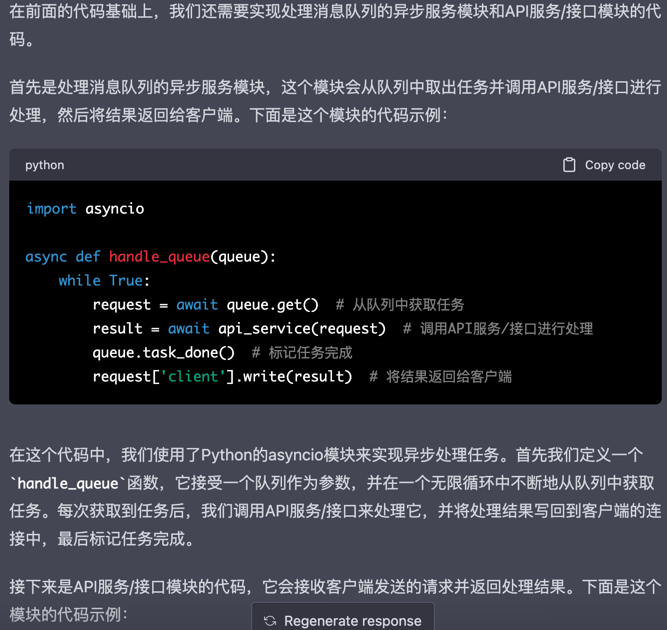 在前面的代码基础上，我们还需要实现处理消息队列的异步服务模块和API服务/接口模块的代
码。
首先是处理消息队列的异步服务模块，这个模块会从队列中取出任务并调用API服务/接口进行
处理，然后将结果返回给客户端。下面是这个模块的代码示例：
python
Copy code
import asyncio
async def handle_queue(queue):
    while True:
        request = await queue.get()  # 从队列中获取任务
        result = await api_service(request)  # 调用API服务/接口进行处理
        queue.task_done()  # 标记任务完成
        request['client'].write(result)  # 将结果返回给客户端
在这个代码中，我们使用了Python的asyncio模块来实现异步处理任务。首先我们定义一个
`handle_queue`函数，它接受一个队列作为参数，并在一个无限循环中不断地从队列中获取
任务。每次获取到任务后，我们调用API服务/接口来处理它，并将处理结果写回到客户端的连
接中，最后标记任务完成。
接下来是API服务/接口模块的代码，它会接收客户端发送的请求并返回处理结果。下面是这个
模块的代码示例：
Regenerate response